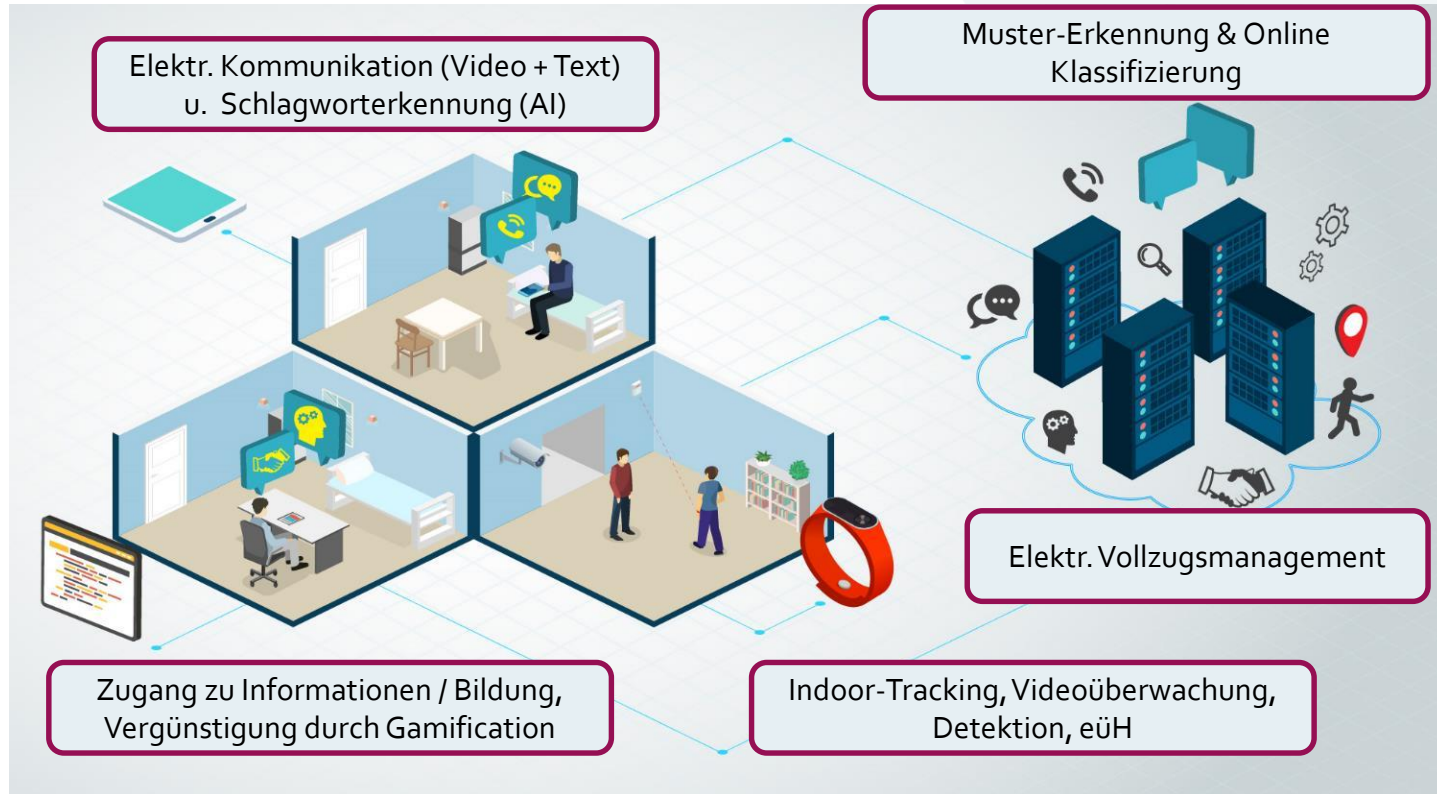 Elektr. Kommunikation (Video + Text)
u. Schlagworterkennung (AI)
Muster-Erkennung & Online
Klassifizierung
Elektr. Vollzugsmanagement
Zugang zu Informationen / Bildung,
Vergünstigung durch Gamification
Indoor-Tracking, Videoüberwachung,
Detektion, eüH